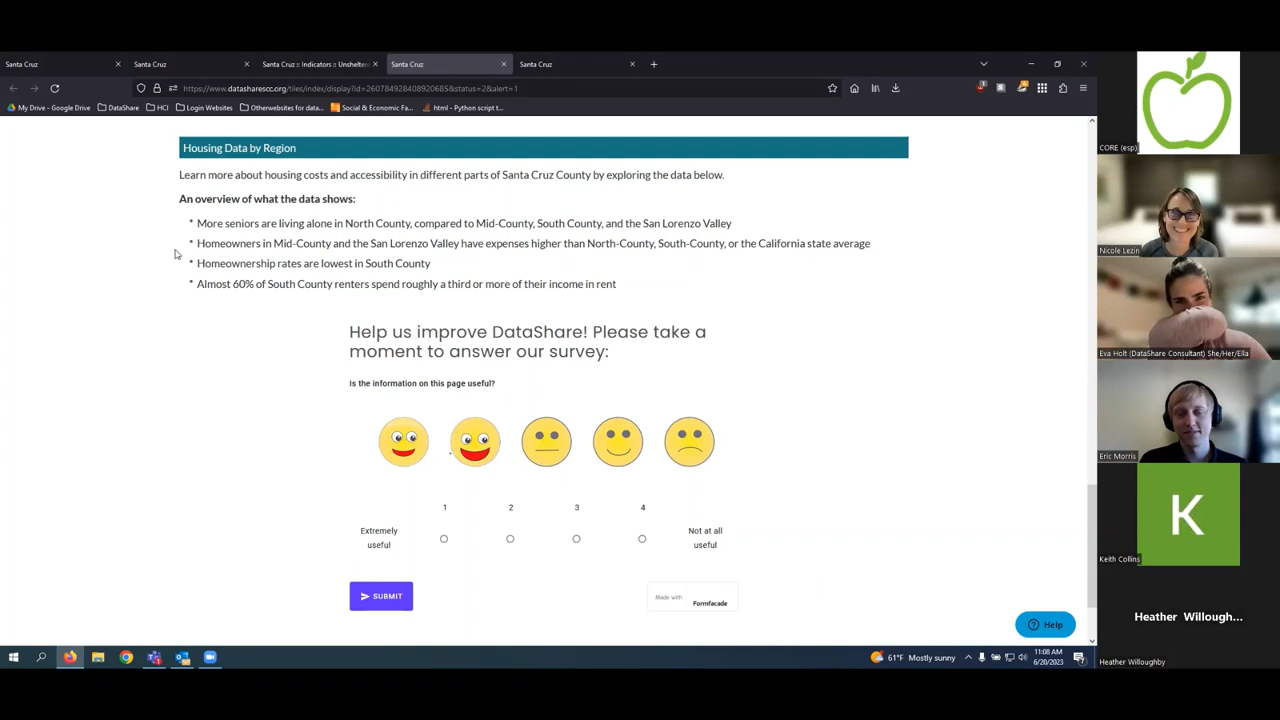 Santa Cruz
Santa Cruz
Santa Cruz :: Indicators :: Unshelter
Santa Cruz
Santa Cruz
https://www.datasharescc.org/tiles/index/display?id=260784928408920685&status=2&alert=1
My Drive - Google Drive
DataShare
HCI
Login Websites
Otherwebsites for data...
Social & Economic Fa...
html - Python script t...
Housing Data by Region
Learn more about housing costs and accessibility in different parts of Santa Cruz County by exploring the data below.
An overview of what the data shows:
* More seniors are living alone in North County, compared to Mid-County, South County, and the San Lorenzo Valley
* Homeowners in Mid-County and the San Lorenzo Valley have expenses higher than North-County, South-County, or the California state average
* Homeownership rates are lowest in South County
* Almost 60% of South County renters spend roughly a third or more of their income in rent
Help us improve DataShare! Please take a
moment to answer our survey:
Is the information on this page useful?
1 2 3 4
Extremely
useful
Not at all
useful
SUBMIT
Made with
Formfacade
Help
61°F Mostly sunny
11:08 AM
6/20/2023
CORE (esp)
Nicole Lezin
Eva Holt (DataShare Consultant) She/Her/Ella
Eric Morris
K
Keith Collins
Heather Willough...
Heather Willoughby